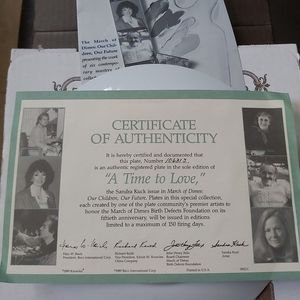 The March of
Dimes: Our Chil-
dren, Our Future
presenting the work
of six contempo-
rary masters of
CERTIFICATE
OF AUTHENTICITY
It is hereby certified and documented that
this plate, Number
is an authentic registered plate in the sole edition of
"A Time to Love,"
the Sandra Kuck issue in March of Dimes:
Our Children, Our Future. Plates in this special collection,
each created by one of the plate community's premier artists to
honor the March of Dimes Birth Defects Foundation on its
fiftieth anniversary, will be issued in editions
limited to a maximum of 150 firing days.
Sandra Kuck
Printed in U.S.A.